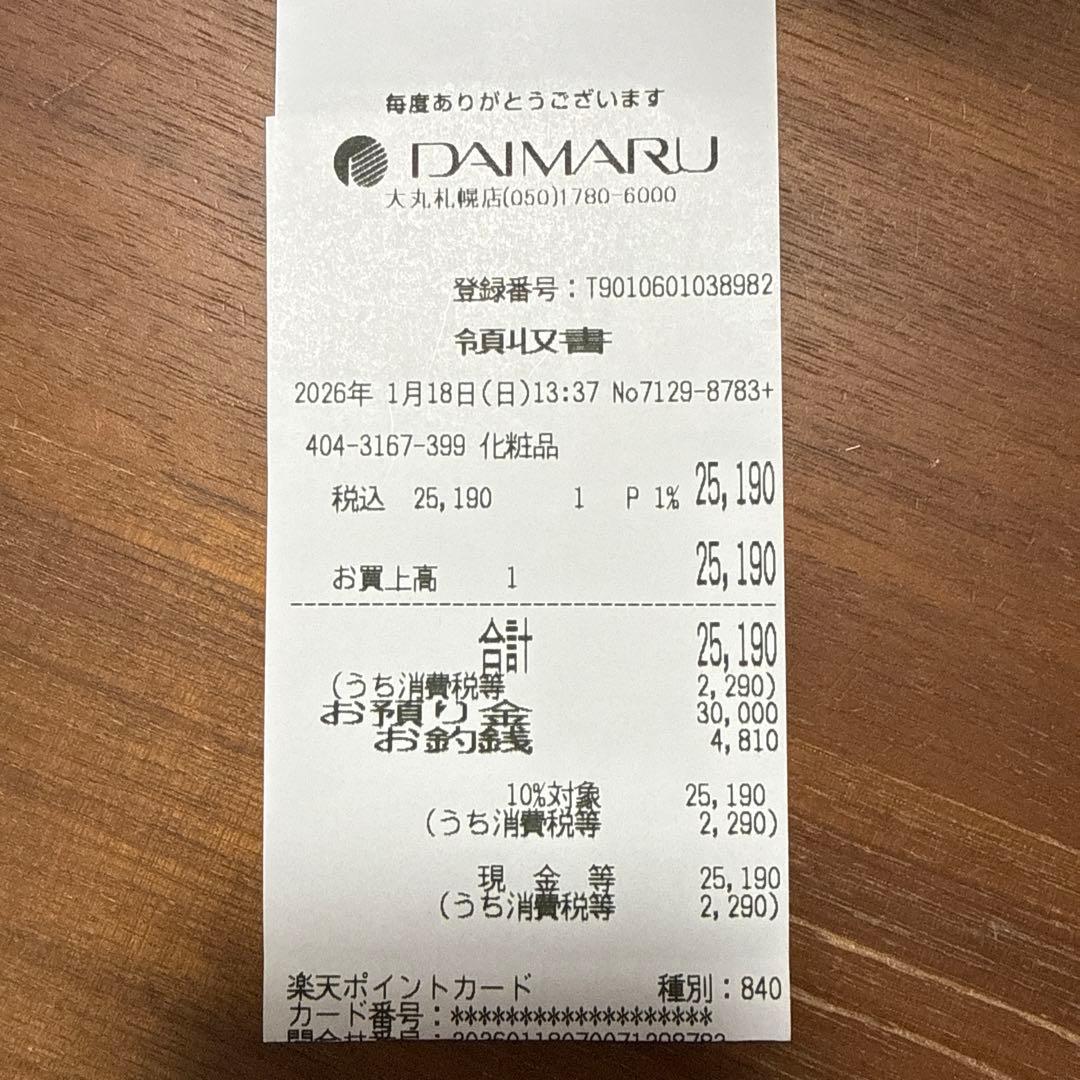 毎度ありがとうございます
DAIMARU
大丸札幌店(050)1780-6000
登録番号：T9010601038982
領収書
2026年 1月18日(日)13:37 No7129-8783+
404-3167-399 化粧品
税込 25,190 1 P 1% 25,190
お買上高 1 25,190
合計 25,190
(うち消費税等 2,290)
お預り金 30,000
お釣銭 4,810
10%対象 25,190
(うち消費税等 2,290)
現 金 等 25,190
(うち消費税等 2,290)
楽天ポイントカード 種別：840
カード番号：*******************